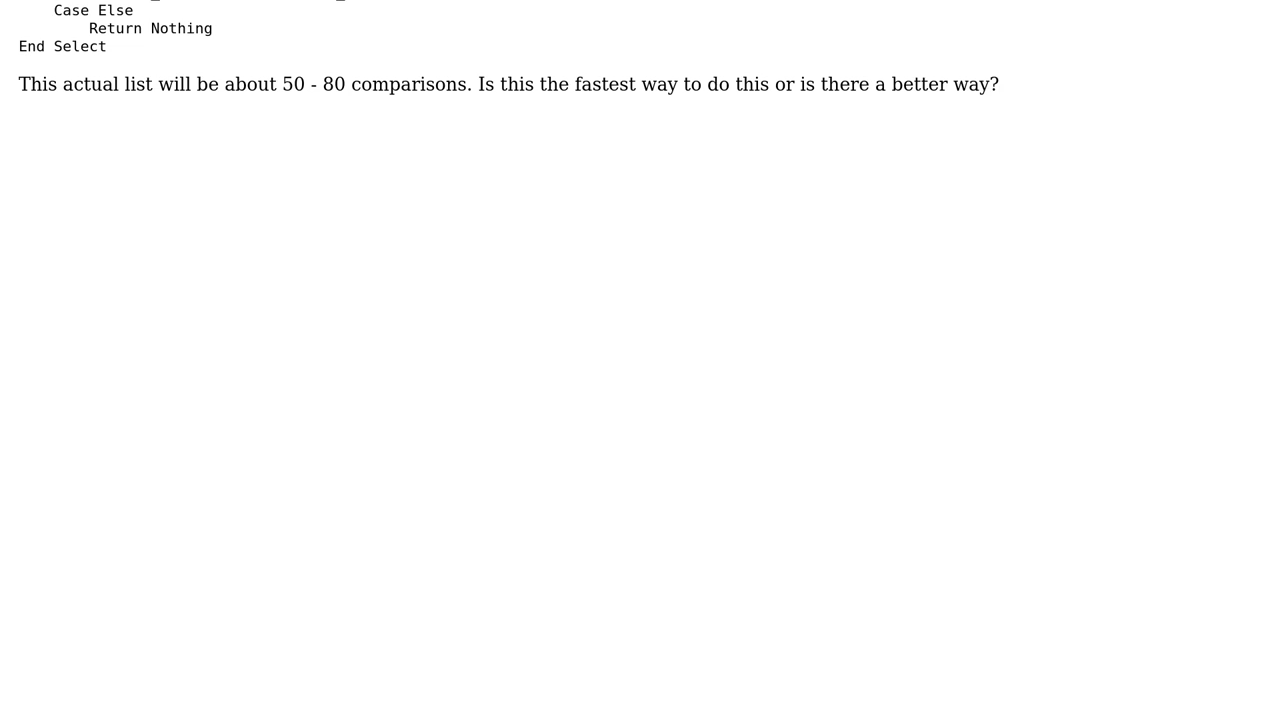 Case Else
Return Nothing
End Select
This actual list will be about 50 - 80 comparisons. Is this the fastest way to do this or is there a better way?